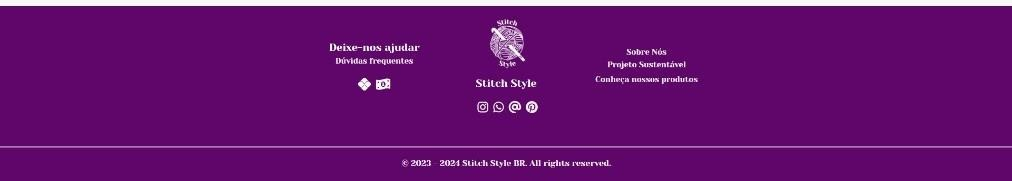 Deixe-nos ajudar
Dúvidas frequentes
Stitch
Style
Stitch Style
Sobre Nós
Projeto Sustentável
Conheça nossos produtos
© 2023 - 2024 Stitch Style BR. All rights reserved.